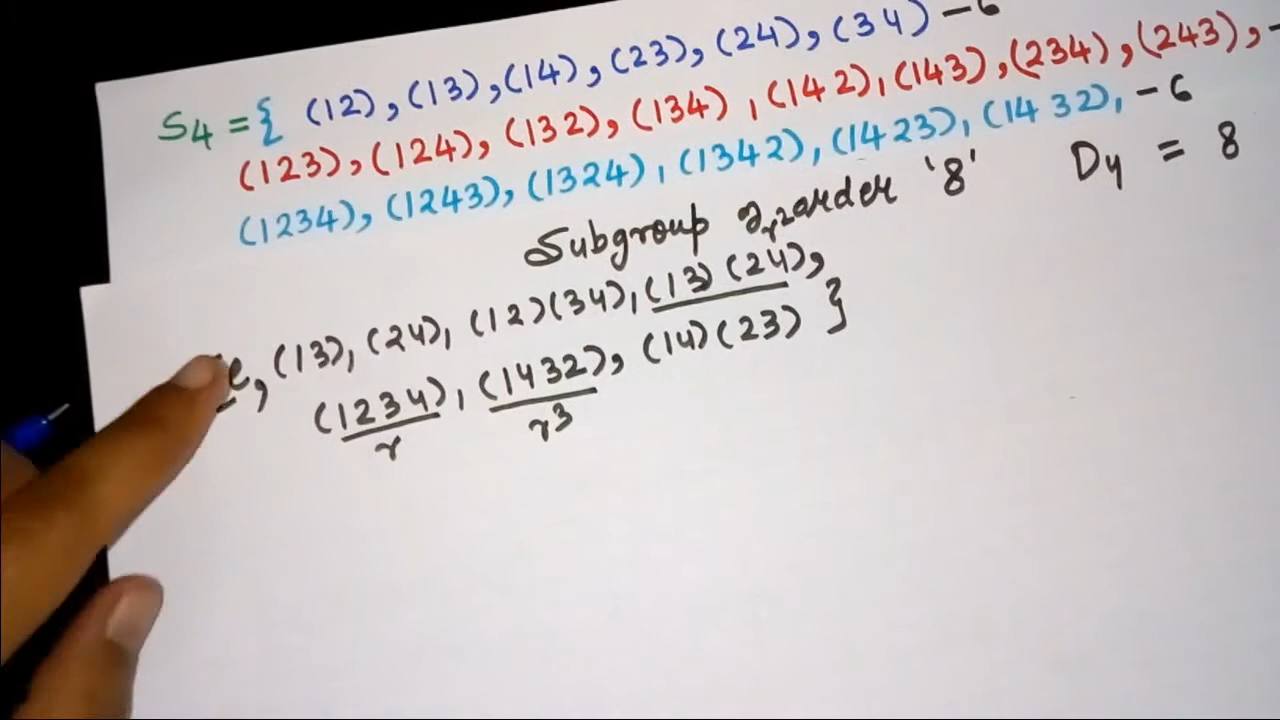 S4 = { (12), (13), (14), (23), (24), (34) - 6
(123), (124), (132), (134), (142), (143), (234), (243), -
(1234), (1243), (1324), (1342), (1423), (1432), - 6
Subgroup order '8' D4 = 8
r2
e, (13), (24), (12)(34), (13)(24),
(1234), (1432), (14)(23) }
r r3